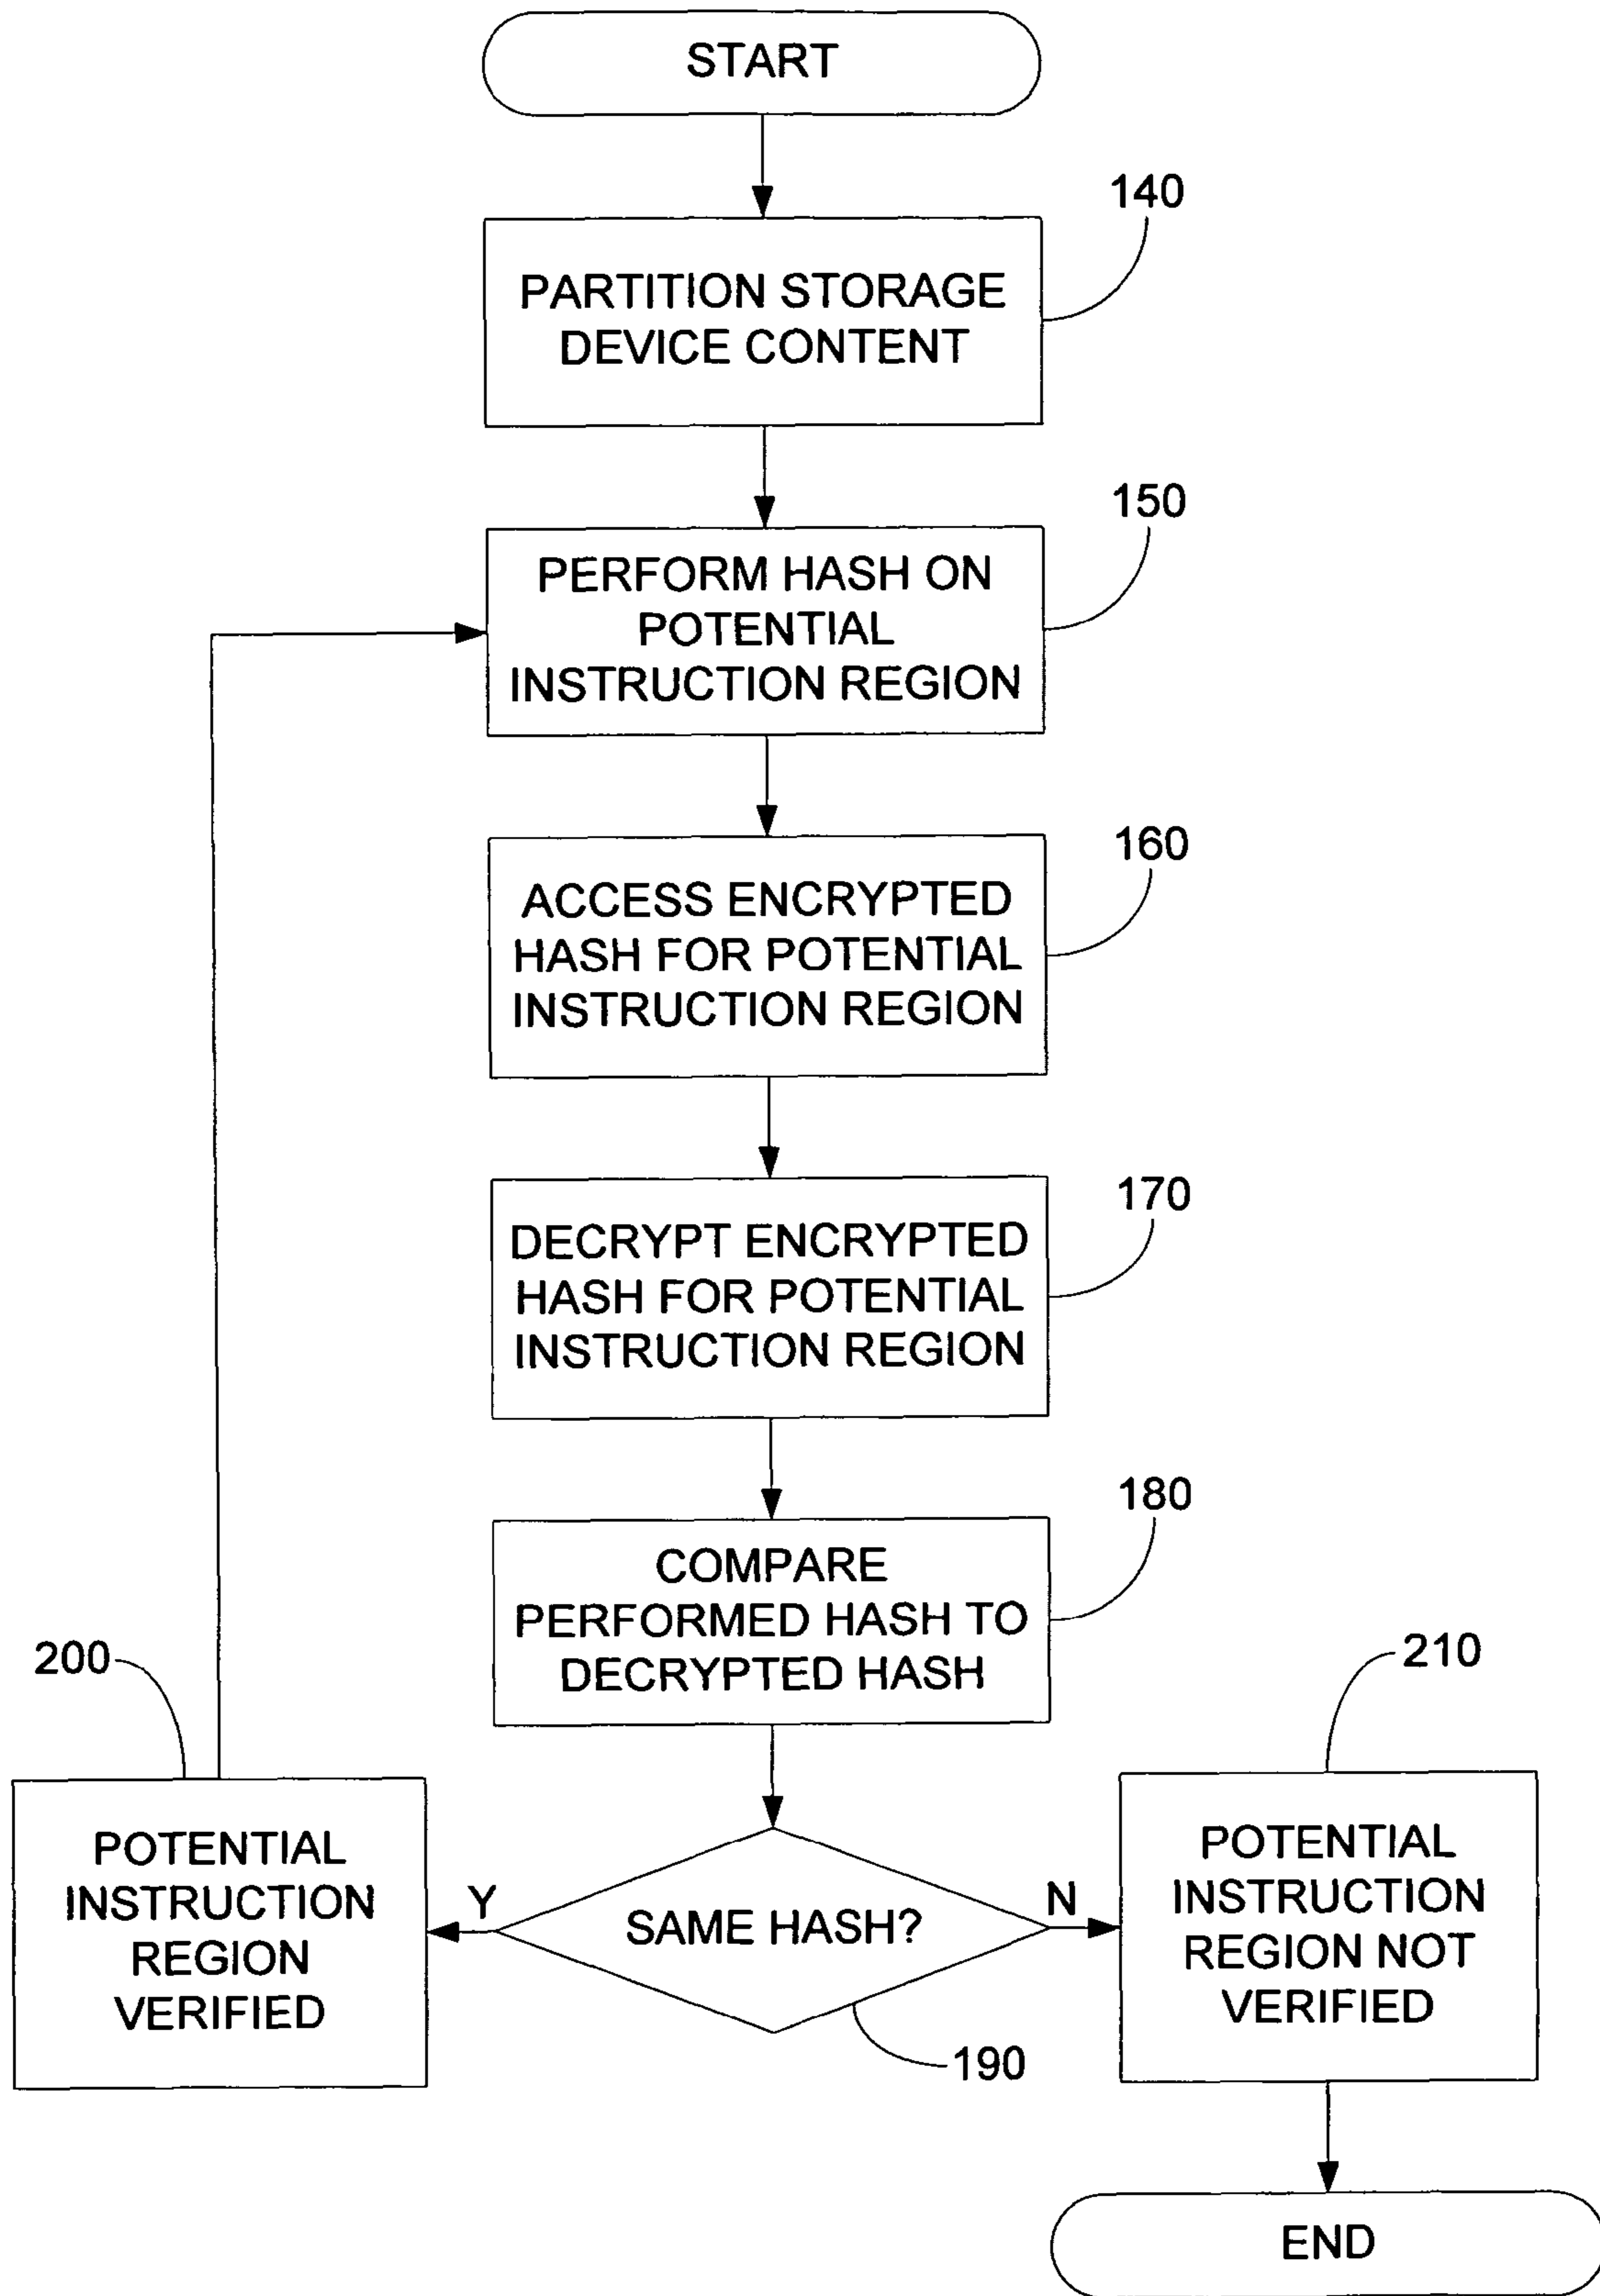 START
140
PARTITION STORAGE
DEVICE CONTENT
150
PERFORM HASH ON
POTENTIAL
INSTRUCTION REGION
160
ACCESS ENCRYPTED
HASH FOR POTENTIAL
INSTRUCTION REGION
170
DECRYPT ENCRYPTED
HASH FOR POTENTIAL
INSTRUCTION REGION
180
COMPARE
PERFORMED HASH TO
DECRYPTED HASH
200
210
POTENTIAL
INSTRUCTION
REGION
VERIFIED
Y
SAME HASH?
N
190
POTENTIAL
INSTRUCTION
REGION NOT
VERIFIED
END